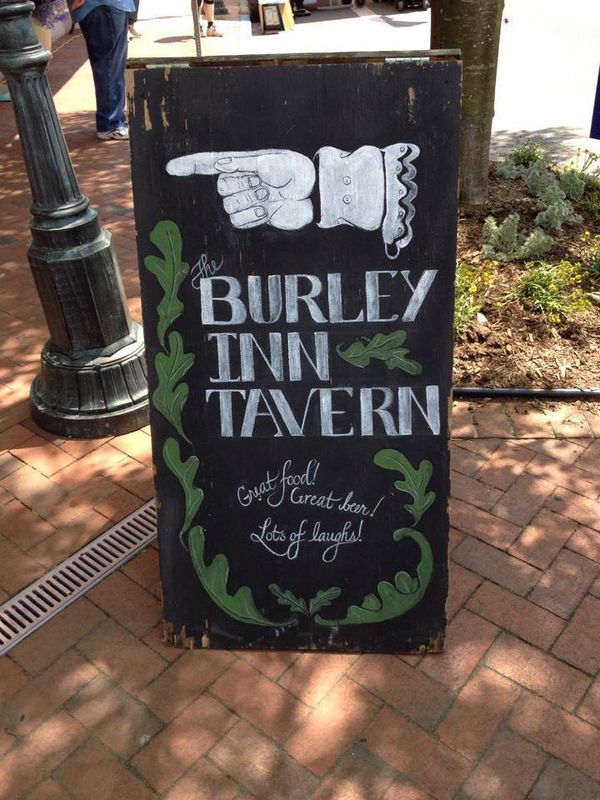 The
BURLEY
INN
TAVERN
Great food!
Great beer!
Lots of laughs!